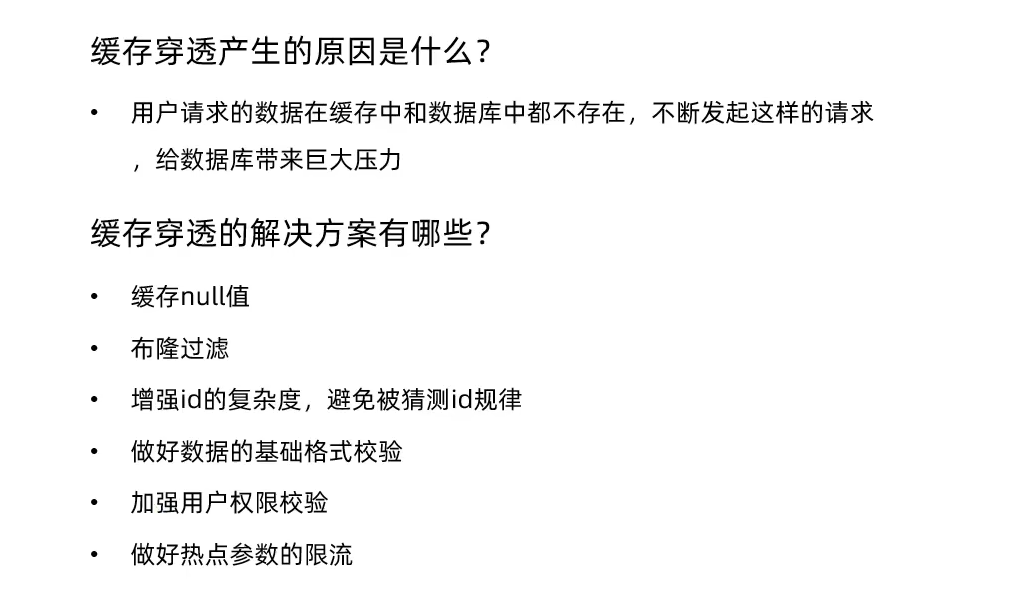 缓存穿透产生的原因是什么？
• 用户请求的数据在缓存中和数据库中都不存在，不断发起这样的请求
，给数据库带来巨大压力
缓存穿透的解决方案有哪些？
• 缓存null值
• 布隆过滤
• 增强id的复杂度，避免被猜测id规律
• 做好数据的基础格式校验
• 加强用户权限校验
• 做好热点参数的限流